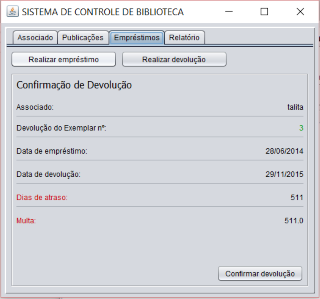 SISTEMA DE CONTROLE DE BIBLIOTECA
Associado Publicações Empréstimos Relatório
Realizar empréstimo Realizar devolução
Confirmação de Devolução
Associado: talita
Devolução do Exemplar nº: 3
Data de empréstimo: 28/06/2014
Data de devolução: 29/11/2015
Dias de atraso: 511
Multa: 511.0
Confirmar devolução